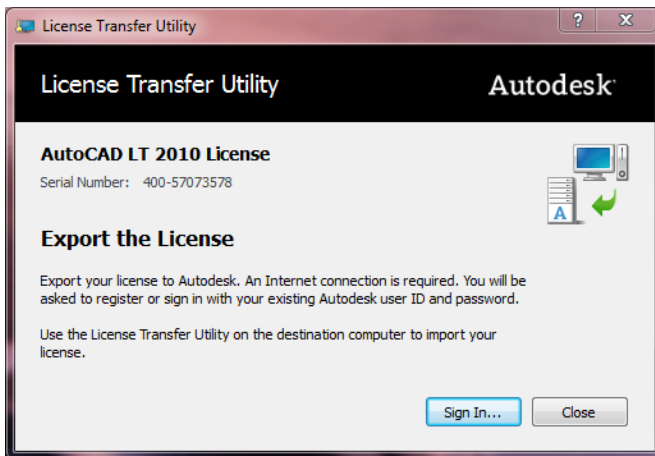 License Transfer Utility
License Transfer Utility
Autodesk
AutoCAD LT 2010 License
Serial Number: 400-57073578
A
Export the License
Export your license to Autodesk. An Internet connection is required. You will be
asked to register or sign in with your existing Autodesk user ID and password.
Use the License Transfer Utility on the destination computer to import your
license.
Sign In...
Close